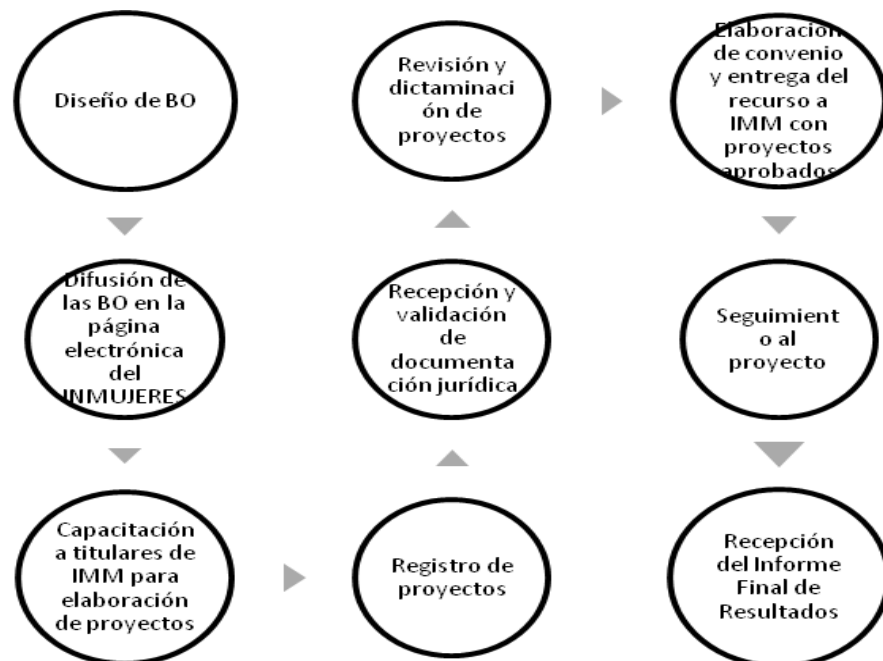 Diseño de BO
Difusión de
las BO en la
página
electrónica
del
INMUJERES
Capacitación
a titulares de
IMM para
elaboración
de proyectos
Registro de
proyectos
Recepción y
validación
de
documenta
ción jurídica
Revisión y
dictaminaci
ón de
proyectos
Elaboración
de convenio
y entrega del
recurso a
IMM con
proyectos
aprobados
Seguimient
o al
proyecto
Recepción
del Informe
Final de
Resultados